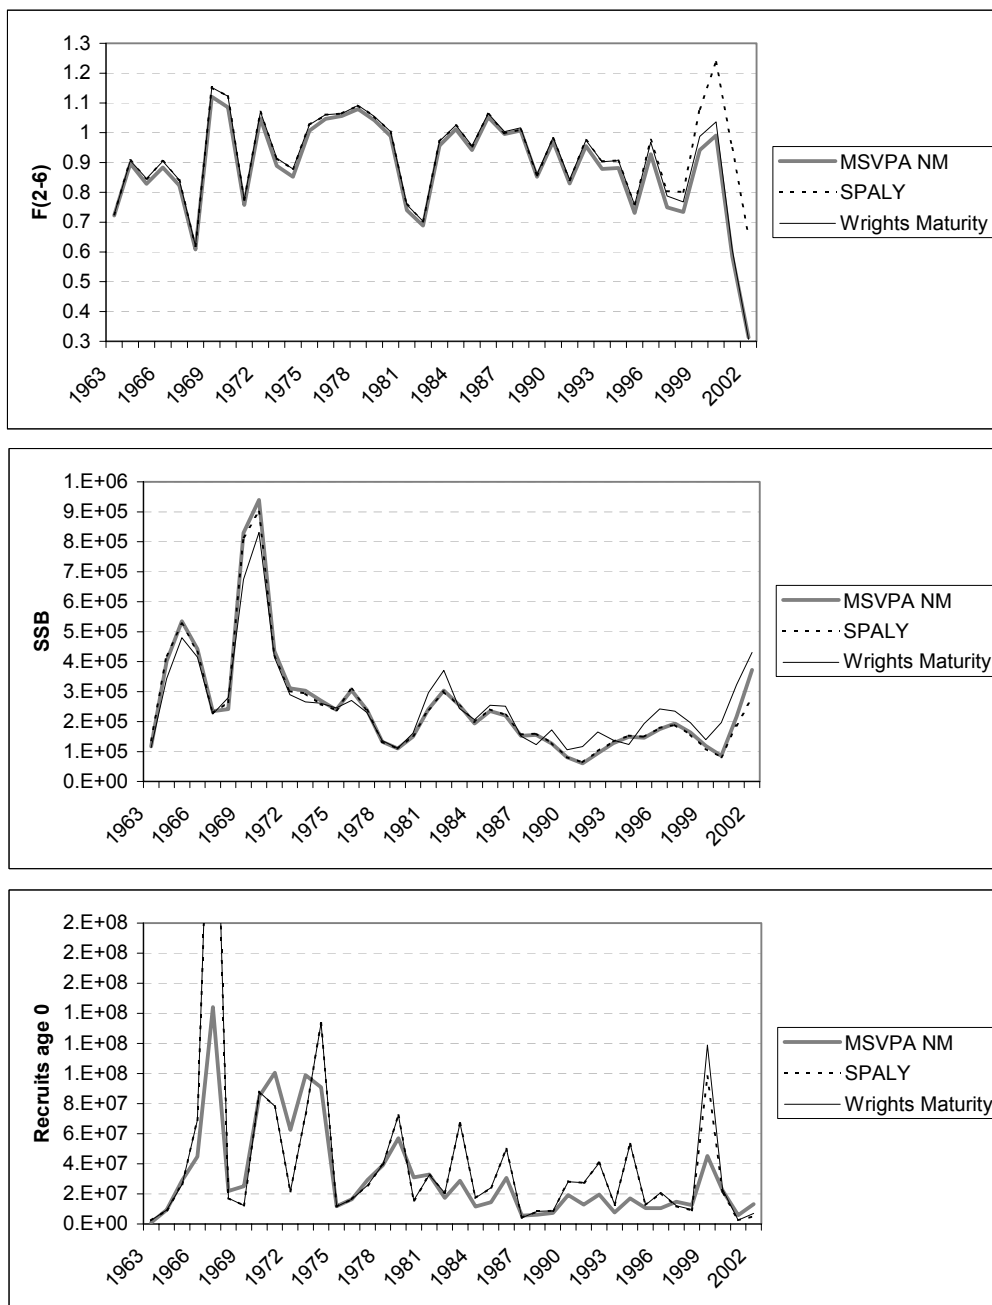 1.3
1.2
1.1
1
0.9
0.8
0.7
0.6
0.5
0.4
0.3
F(2-6)
1963
1966
1969
1972
1975
1978
1981
1984
1987
1990
1993
1996
1999
2002
MSVPA NM
SPALY
Wrights Maturity
1.E+06
9.E+05
8.E+05
7.E+05
6.E+05
5.E+05
4.E+05
3.E+05
2.E+05
1.E+05
0.E+00
SSB
1963
1966
1969
1972
1975
1978
1981
1984
1987
1990
1993
1996
1999
2002
MSVPA NM
SPALY
Wrights Maturity
2.E+08
2.E+08
2.E+08
1.E+08
1.E+08
1.E+08
8.E+07
6.E+07
4.E+07
2.E+07
0.E+00
Recruits age 0
1963
1966
1969
1972
1975
1978
1981
1984
1987
1990
1993
1996
1999
2002
MSVPA NM
SPALY
Wrights Maturity